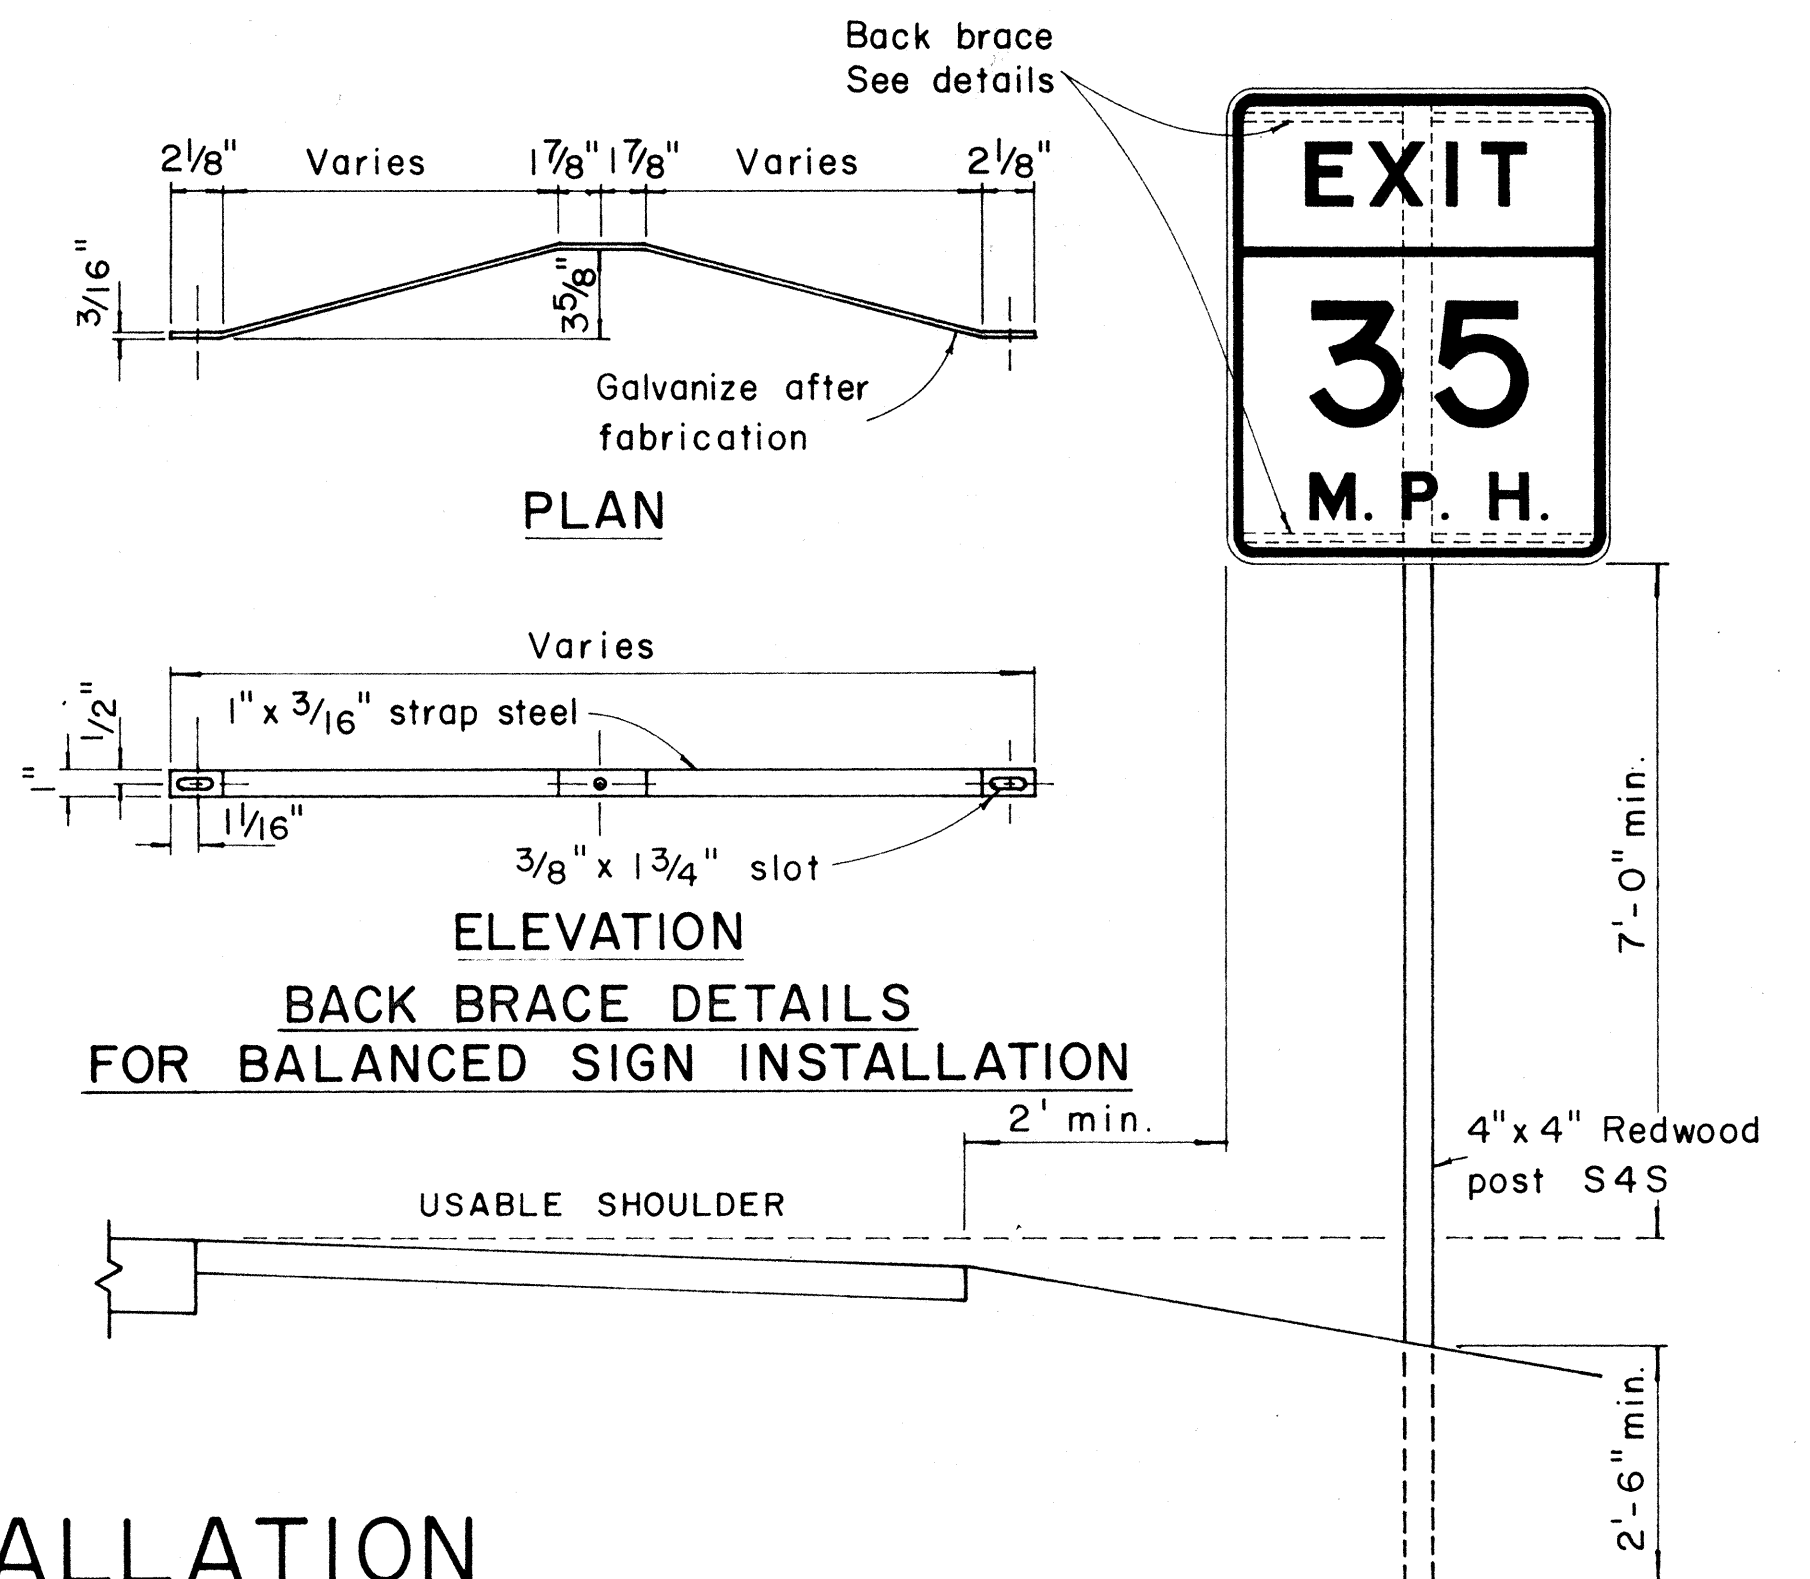 Back brace
See details
2 1/8" Varies 1 7/8" 1 7/8" Varies 2 1/8"
3/16"
3 5/8"
Galvanize after
fabrication
PLAN
EXIT
35
M. P. H.
Varies
1" x 3/16" strap steel
1/2"
1"
1 1/16"
3/8" x 1 3/4" slot
ELEVATION
BACK BRACE DETAILS
FOR BALANCED SIGN INSTALLATION
7'-0" min.
2' min.
4" x 4" Redwood
post S4S
USABLE SHOULDER
2'-6" min.
ALLATION